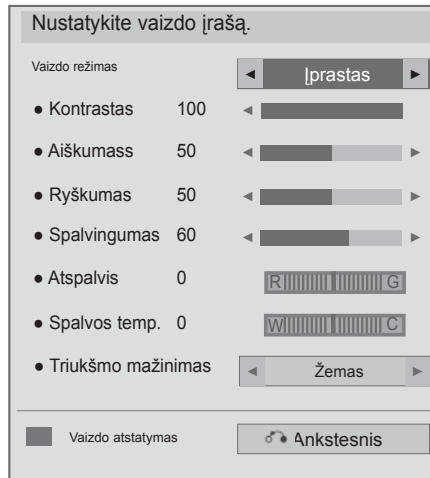 Nustatykite vaizdo įrašą.
Vaizdo režimas ◄ Įprastas ►
● Kontrastas 100
● Aiškumass 50
● Ryškumas 50
● Spalvingumas 60
● Atspalvis 0 R G
● Spalvos temp. 0 W C
● Triukšmo mažinimas ◄ Žemas ►
Vaizdo atstatymas Ankstesnis